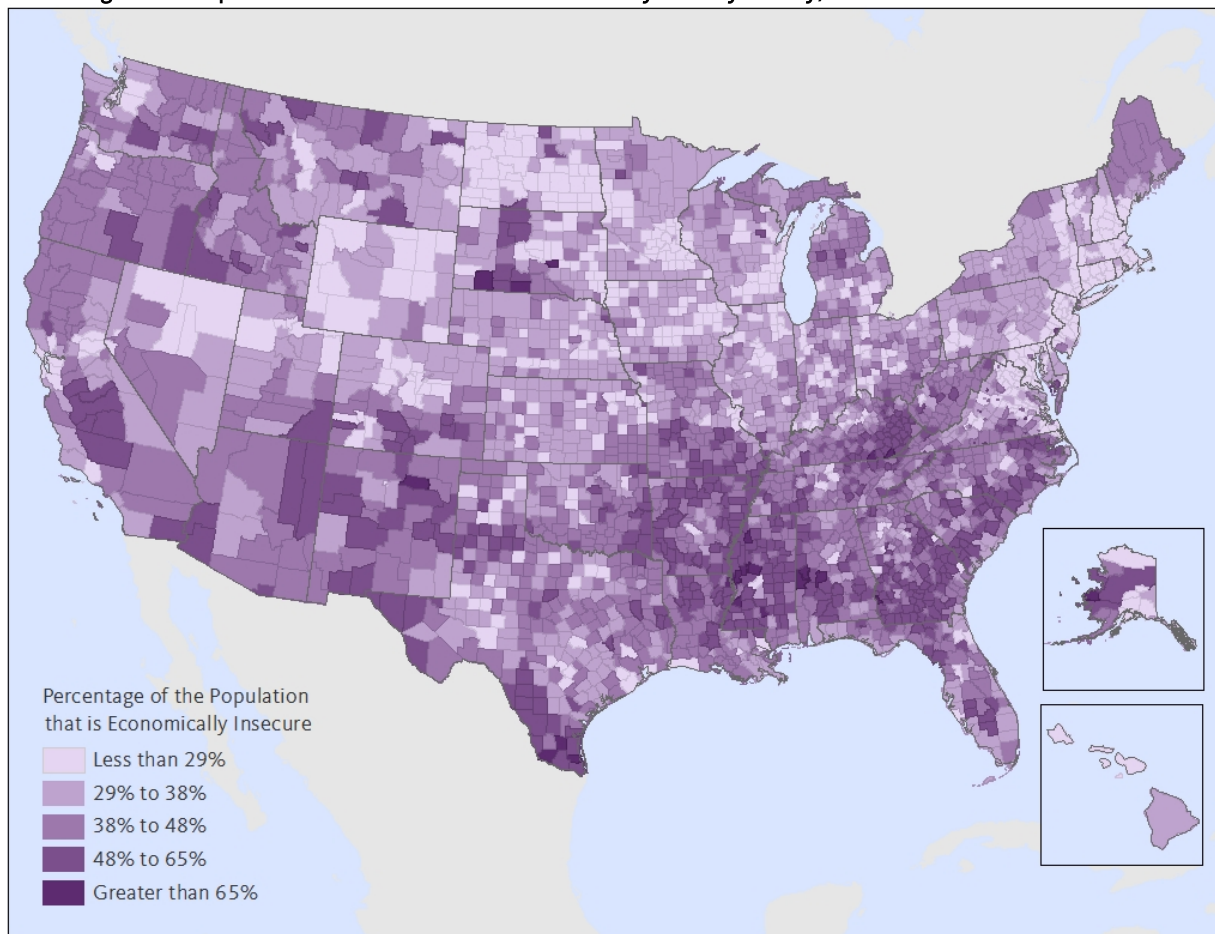 Percentage of the Population
that is Economically Insecure
Less than 29%
29% to 38%
38% to 48%
48% to 65%
Greater than 65%